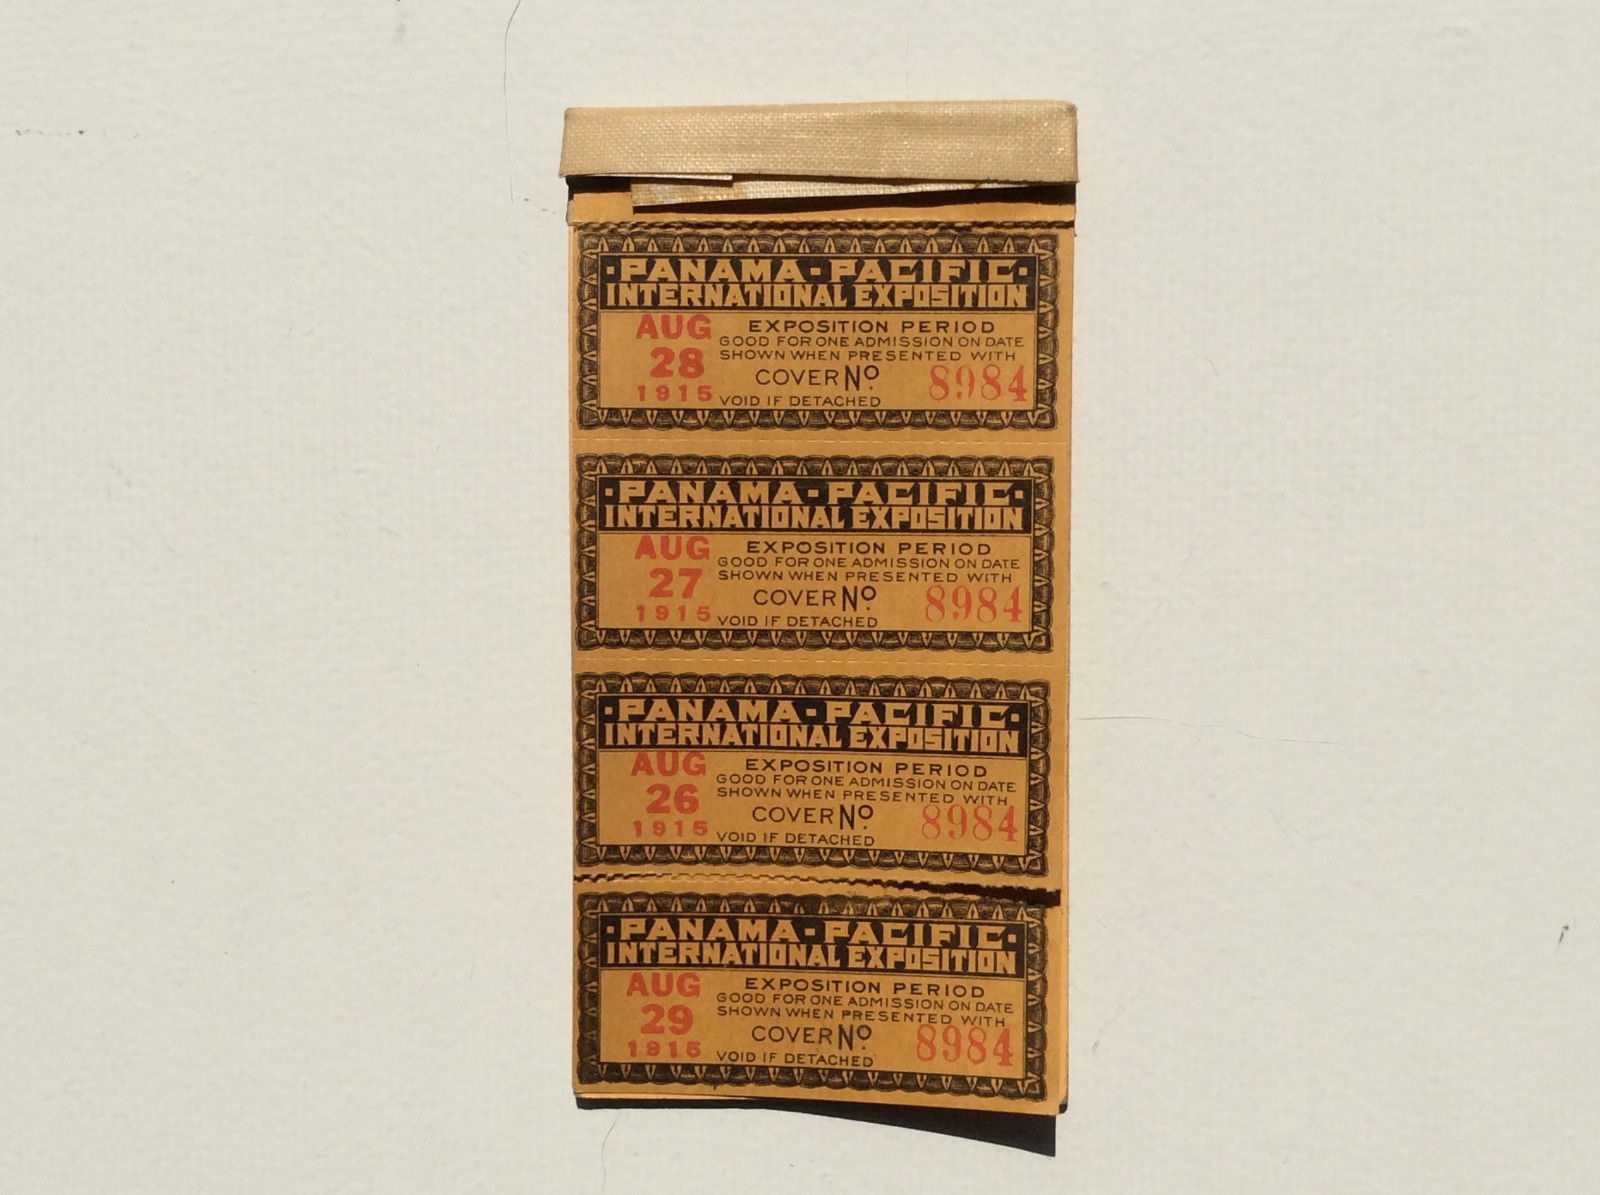 PANAMA-PACIFIC
INTERNATIONAL EXPOSITION
AUG
28
1915
EXPOSITION PERIOD
GOOD FOR ONE ADMISSION ON DATE
SHOWN WHEN PRESENTED WITH
COVER No. 8984
VOID IF DETACHED
PANAMA-PACIFIC
INTERNATIONAL EXPOSITION
AUG
27
1915
EXPOSITION PERIOD
GOOD FOR ONE ADMISSION ON DATE
SHOWN WHEN PRESENTED WITH
COVER No. 8984
VOID IF DETACHED
PANAMA-PACIFIC
INTERNATIONAL EXPOSITION
AUG
26
1915
EXPOSITION PERIOD
GOOD FOR ONE ADMISSION ON DATE
SHOWN WHEN PRESENTED WITH
COVER No. 8984
VOID IF DETACHED
PANAMA-PACIFIC
INTERNATIONAL EXPOSITION
AUG
29
1915
EXPOSITION PERIOD
GOOD FOR ONE ADMISSION ON DATE
SHOWN WHEN PRESENTED WITH
COVER No. 8984
VOID IF DETACHED